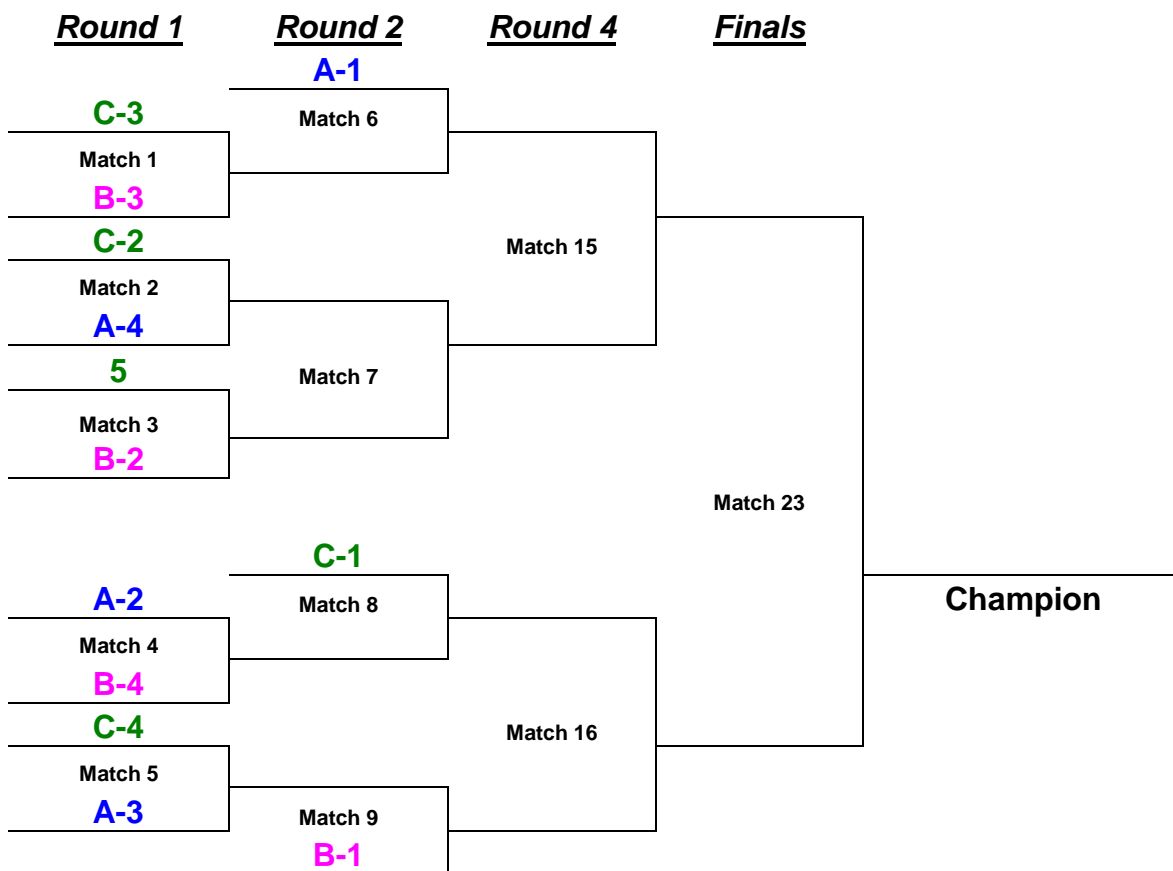 Round 1 Round 2 Round 4 Finals
A-1
C-3
Match 6
Match 1
B-3
C-2
Match 15
Match 2
A-4
5
Match 7
Match 3
B-2
Match 23
C-1
A-2
Match 8
Champion
Match 4
B-4
C-4
Match 16
Match 5
A-3
Match 9
B-1